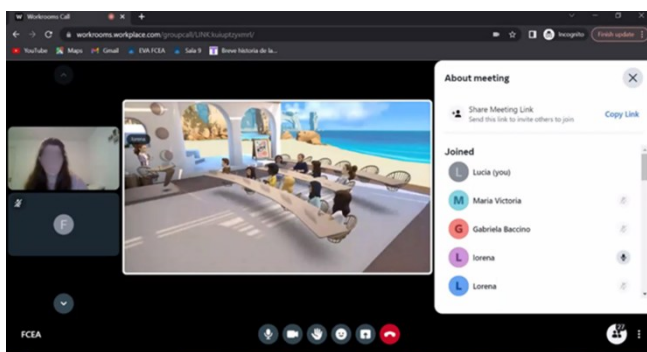 Workrooms Call
workrooms.workplace.com/groupcall/LINK:kuiuptzyvmrl/
Incognito
Finish update
YouTube Maps Gmail EVA FCEA Sala 9 Breve historia de la...
About meeting
Share Meeting Link
Send this link to invite others to join
Copy Link
Joined
L Lucia (you)
M Maria Victoria
G Gabriela Baccino
L lorena
L Lorena
F
FCEA
27